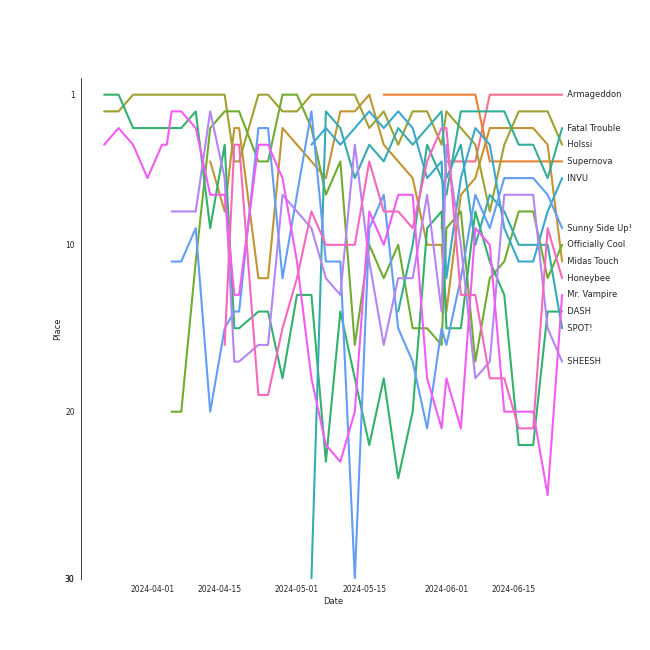 1
10
20
30
Place
2024-04-01
2024-04-15
2024-05-01
2024-05-15
2024-06-01
2024-06-15
Date
Armageddon
Fatal Trouble
Holssi
Supernova
INVU
Sunny Side Up!
Officially Cool
Midas Touch
Honeybee
Mr. Vampire
DASH
SPOT!
SHEESH